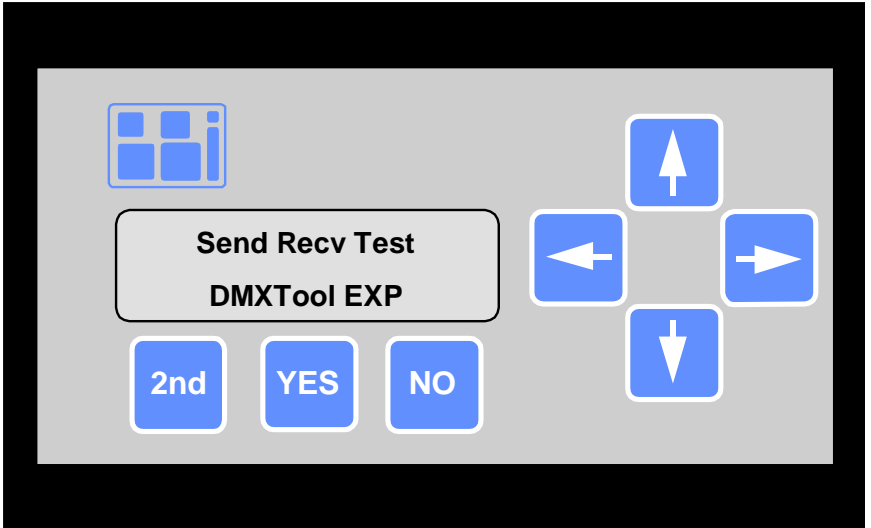 Send Recv Test
DMXTool EXP
2nd YES NO